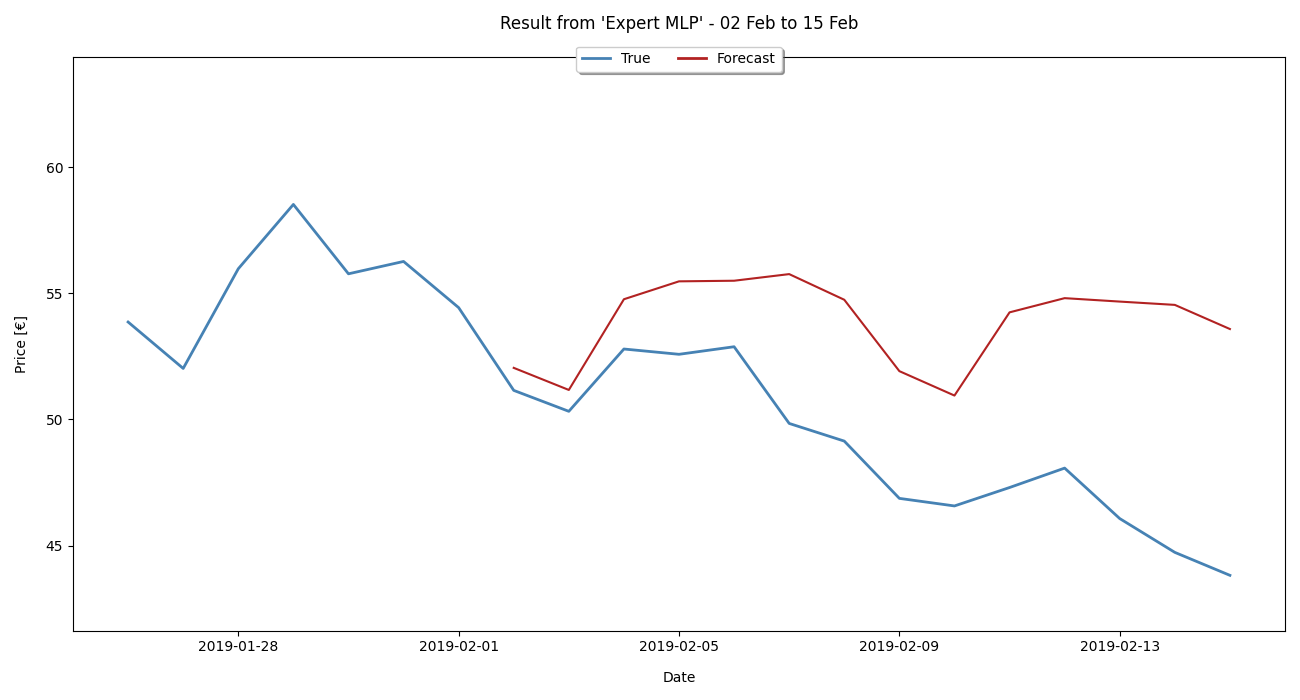 Result from 'Expert MLP' - 02 Feb to 15 Feb
True Forecast
60
55
50
45
Price [€]
2019-01-28 2019-02-01 2019-02-05 2019-02-09 2019-02-13
Date